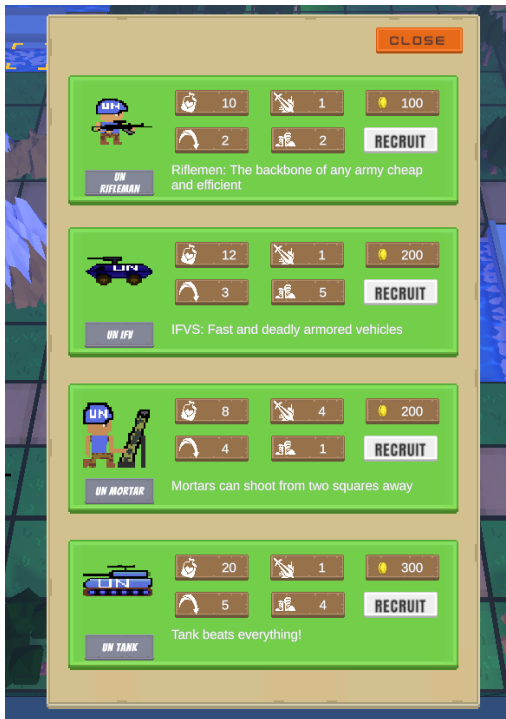 CLOSE
UN
10
1
100
2
2
RECRUIT
UN
RIFLEMAN
Riflemen: The backbone of any army cheap
and efficient
UN
12
1
200
3
5
RECRUIT
UN IFV
IFVS: Fast and deadly armored vehicles
UN
8
4
200
4
1
RECRUIT
UN MORTAR
Mortars can shoot from two squares away
UN
20
1
300
5
4
RECRUIT
UN TANK
Tank beats everything!